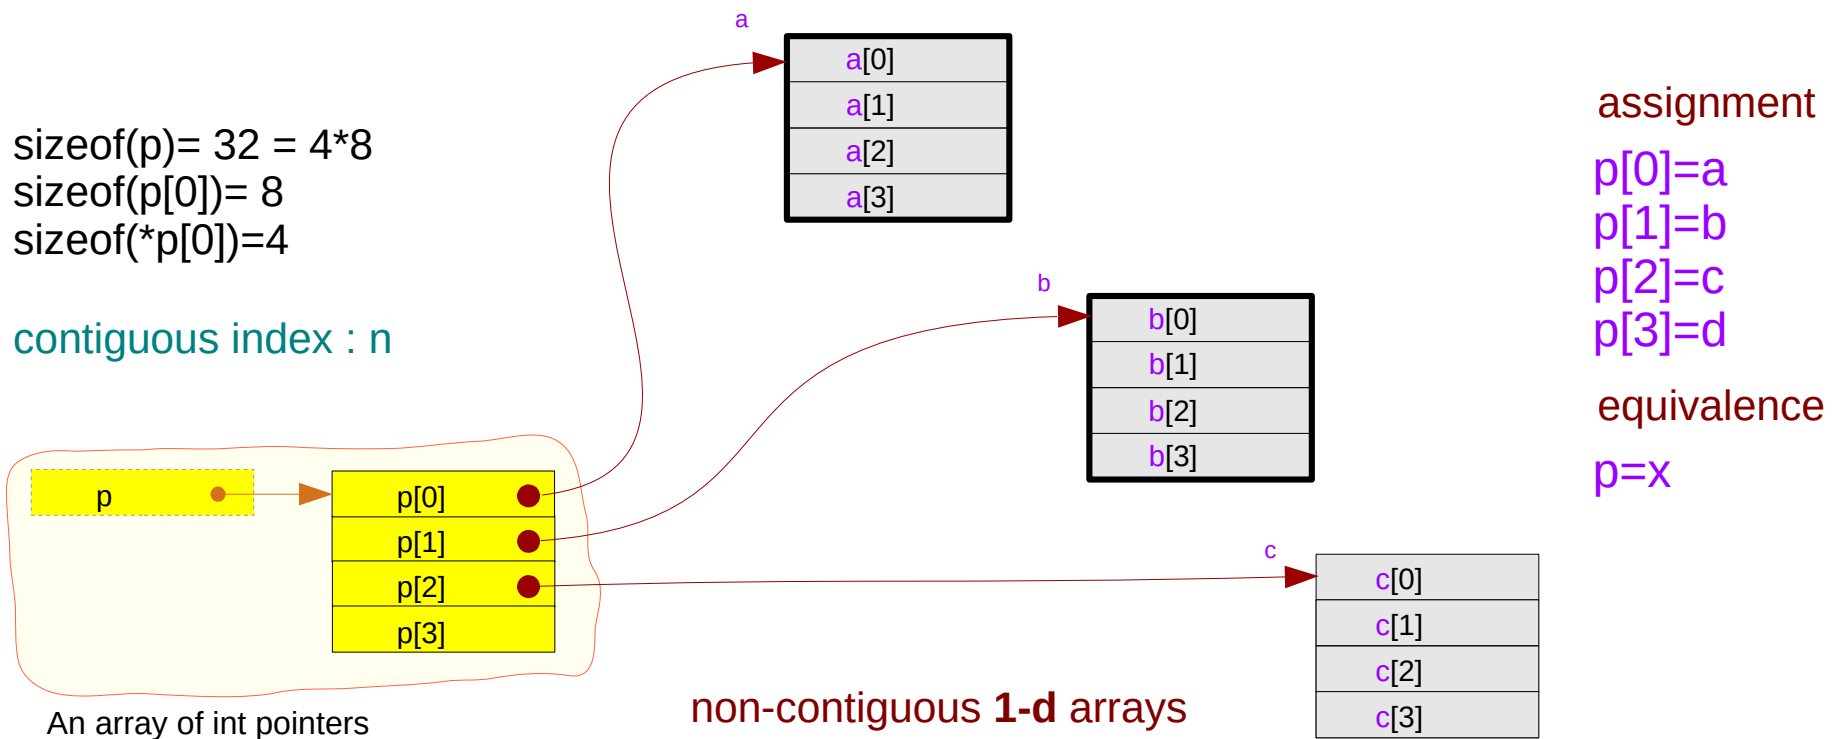 a
a[0]
a[1]
a[2]
a[3]
sizeof(p)= 32 = 4*8
sizeof(p[0])= 8
sizeof(*p[0])=4
contiguous index : n
b
b[0]
b[1]
b[2]
b[3]
assignment
p[0]=a
p[1]=b
p[2]=c
p[3]=d
equivalence
p=x
p
p[0]
p[1]
p[2]
p[3]
An array of int pointers
c
c[0]
c[1]
c[2]
c[3]
non-contiguous 1-d arrays